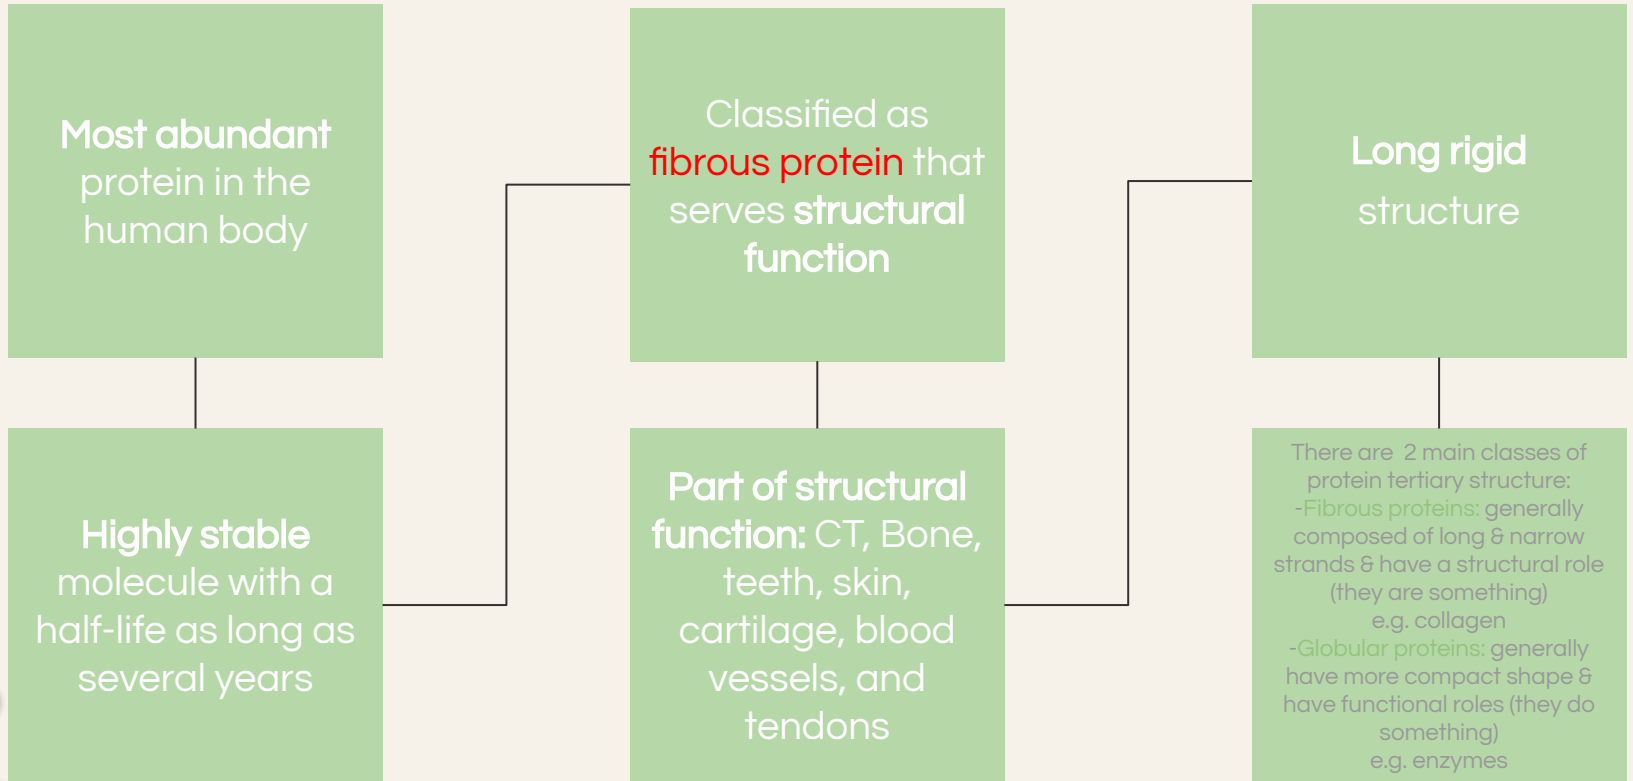 Most abundant
protein in the
human body
Highly stable
molecule with a
half-life as long as
several years
Classified as
fibrous protein that
serves structural
function
Part of structural
function: CT, Bone,
teeth, skin,
cartilage, blood
vessels, and
tendons
Long rigid
structure
There are  2 main classes of
protein tertiary structure:
-Fibrous proteins: generally
composed of long & narrow
strands & have a structural role
(they are something)
e.g. collagen
-Globular proteins: generally
have more compact shape &
have functional roles (they do
something)
e.g. enzymes